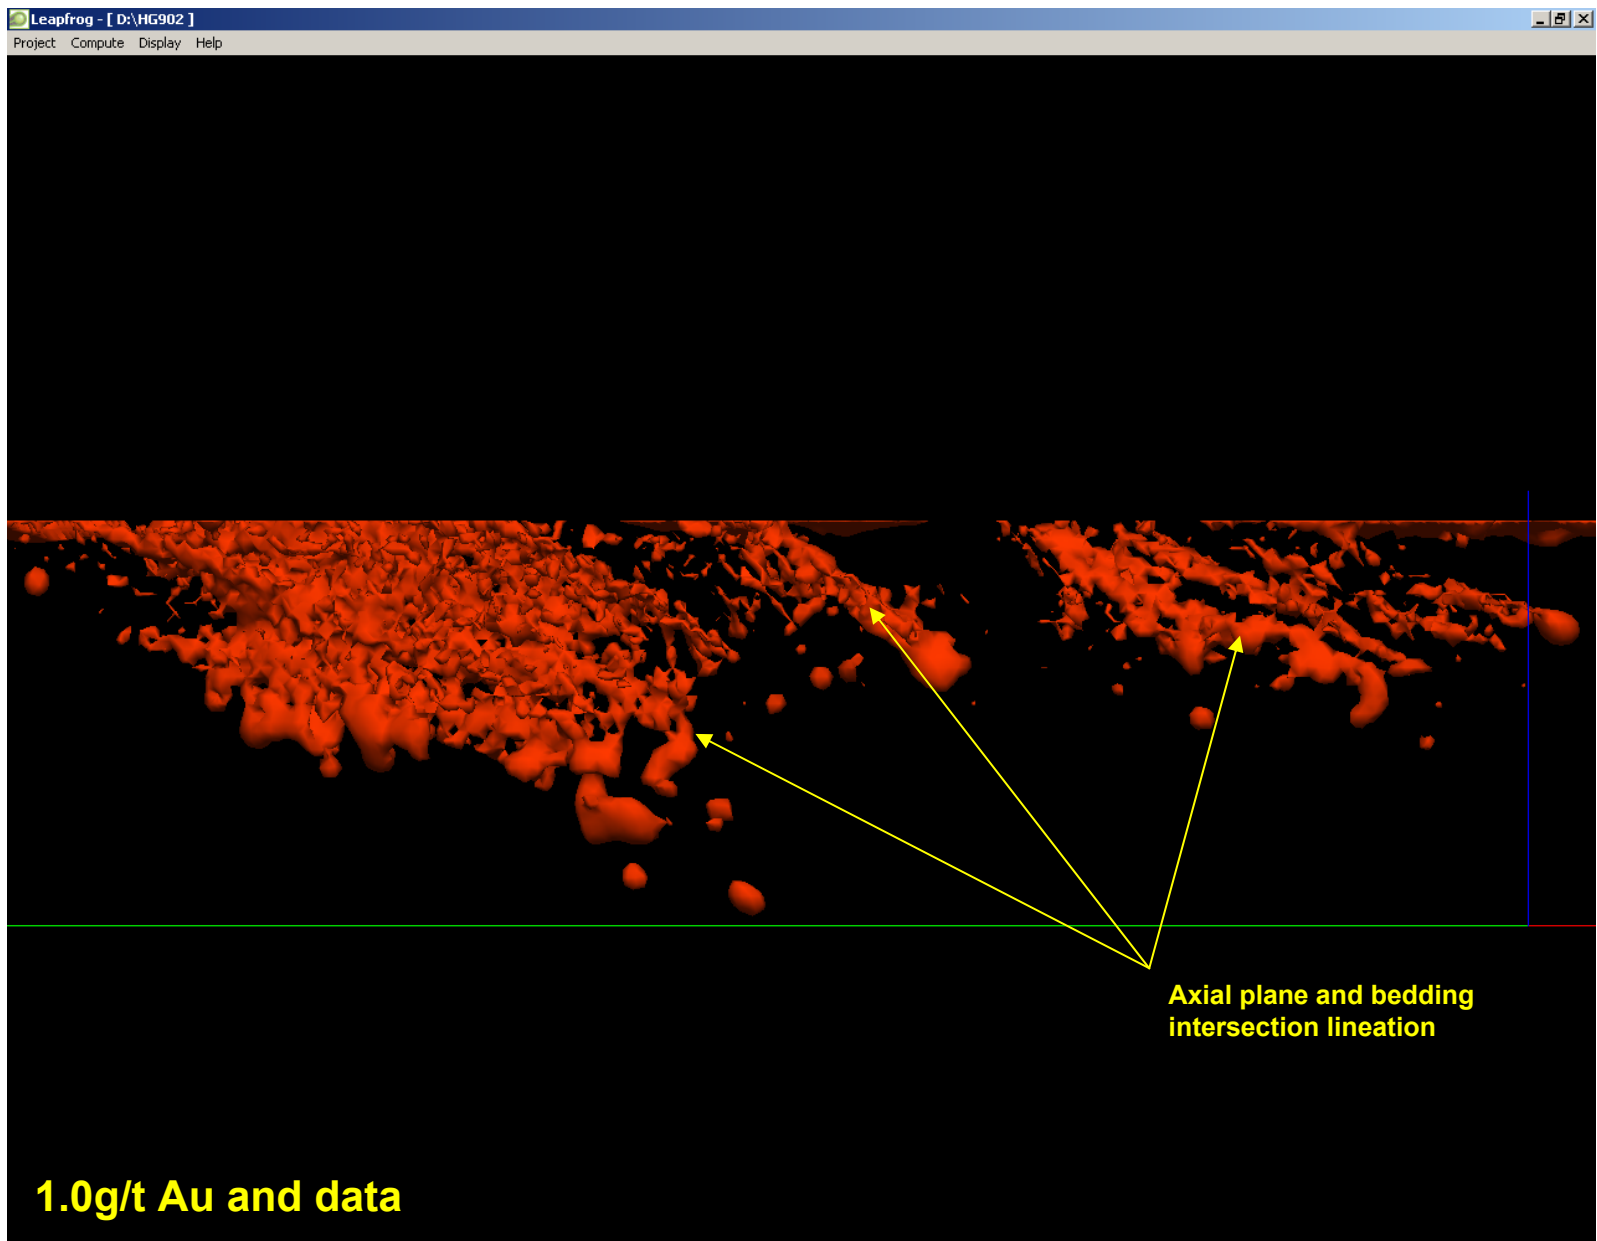 Leapfrog - [ D:\HG902 ]
Project Compute Display Help
Axial plane and bedding
intersection lineation
1.0g/t Au and data